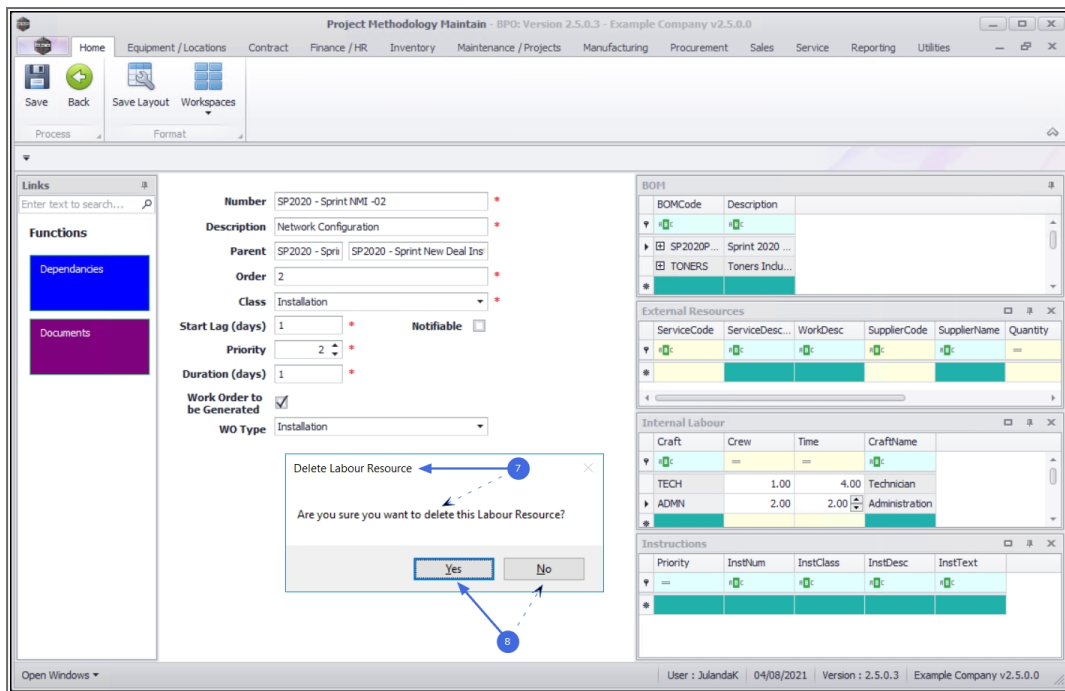 Project Methodology Maintain - BPO: Version 2.5.0.3 - Example Company v2.5.0.0
Home Equipment / Locations Contract Finance / HR Inventory Maintenance / Projects Manufacturing Procurement Sales Service Reporting Utilities
Save Back Save Layout Workspaces
Process Format
Links
Enter text to search...
Functions
Dependancies
Documents
Number SP2020 - Sprint NMI -02 *
Description Network Configuration *
Parent SP2020 - Spri SP2020 - Sprint New Deal Ins
Order 2 *
Class Installation *
Start Lag (days) 1 * Notifiable
Priority 2 *
Duration (days) 1 *
Work Order to
be Generated
WO Type Installation
Delete Labour Resource 7
Are you sure you want to delete this Labour Resource?
Yes No
8
BOM
BOMCode Description
SP2020P... Sprint 2020 ...
TONERS Toners Inclu...
External Resources
ServiceCode ServiceDesc... WorkDesc SupplierCode SupplierName Quantity
=
Internal Labour
Craft Crew Time CraftName
= =
TECH 1.00 4.00 Technician
ADMN 2.00 2.00 Administration
Instructions
Priority InstNum InstClass InstDesc InstText
=
Open Windows User : JulandaK 04/08/2021 Version : 2.5.0.3 Example Company v2.5.0.0